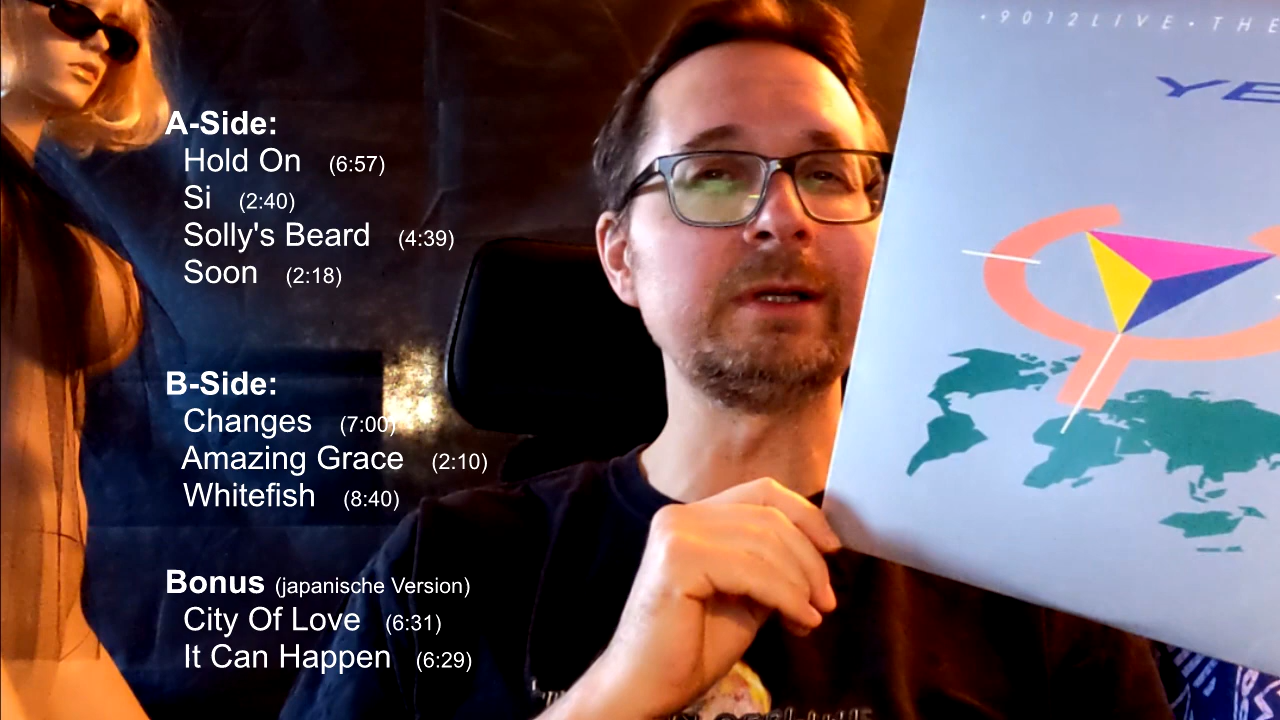 A-Side:
Hold On (6:57)
Si (2:40)
Solly's Beard (4:39)
Soon (2:18)
B-Side:
Changes (7:00)
Amazing Grace (2:10)
Whitefish (8:40)
Bonus (japanische Version)
City Of Love (6:31)
It Can Happen (6:29)
•9012LIVE•THE
YE